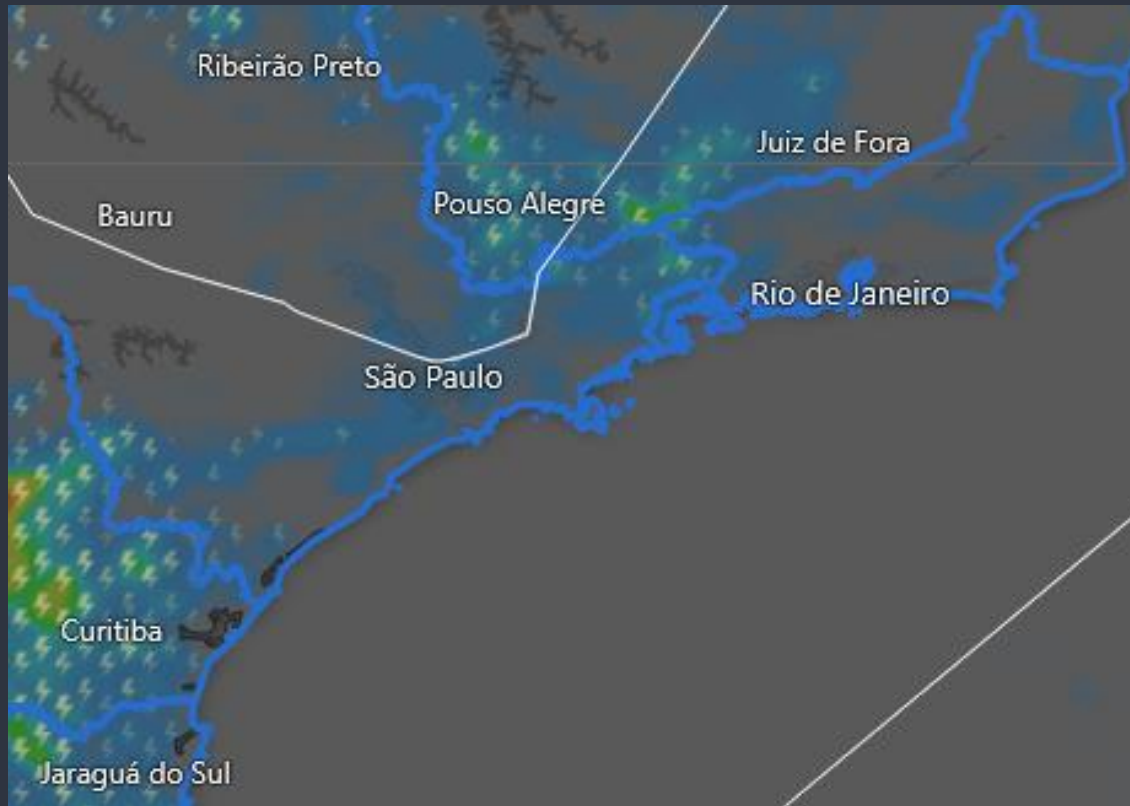 Ribeirão Preto
Juiz de Fora
Pouso Alegre
Bauru
Rio de Janeiro
São Paulo
Curitiba
Jaraguá do Sul